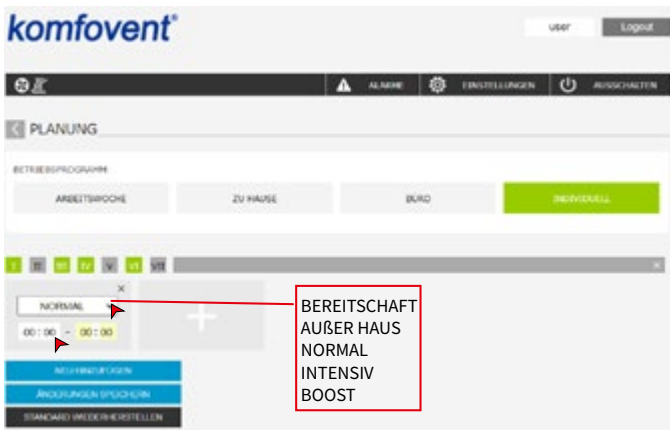 komfovent®
user Logout
ALARME EINSTELLUNGEN AUSSCHALTEN
PLANUNG
BETRIEBSPROGRAMM
ARBEITSWOCHE ZU HAUSE BÜRO INDIVIDUELL
I II III IV V VI VII ×
×
NORMAL
00 : 00 - 00 : 00
+
NEU HINZUFÜGEN
ÄNDERUNGEN SPEICHERN
STANDARD WIEDERHERSTELLEN
BEREITSCHAFT
AUßER HAUS
NORMAL
INTENSIV
BOOST